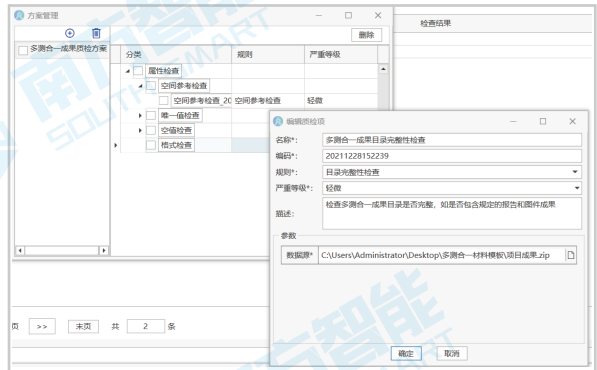 方案管理
检查结果
删除
多测合一成果质检方案
分类 规则 严重等级
属性检查
空间参考检查
空间参考检查_20 空间参考检查 轻微
唯一值检查
空值检查
格式检查
编辑质检项
名称*: 多测合一成果目录完整性检查
编码*: 20211228152239
规则*: 目录完整性检查
严重等级*: 轻微
描述: 检查多测合一成果目录是否完整，如是否包含规定的报告和图件成果
参数
数据源* C:\Users\Administrator\Desktop\多测合一材料模板\项目成果.zip
页 >> 末页 共 2 条
确定 取消
南方智能
SOUTH SMART